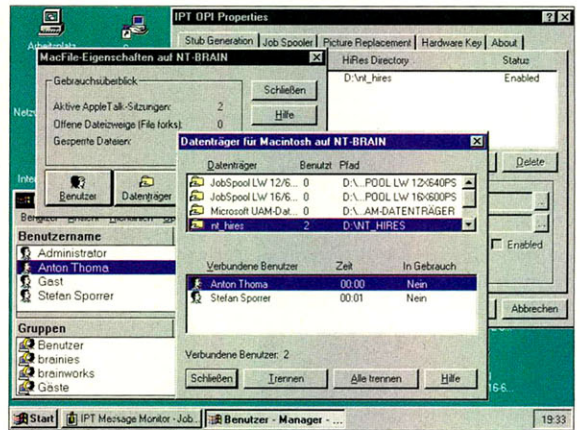 IPT OPI Properties
Stub Generation
Job Spooler
Picture Replacement
Hardware Key
About
HiRes Directory
Status
D:\nt_hires
Enabled
Delete
Enabled
Abbrechen
Arbeitsplatz
MacFile-Eigenschaften auf NT-BRAIN
Gebrauchsüberblick
Aktive AppleTalk-Sitzungen: 2
Offene Dateizweige (File forks): 0
Gesperrte Dateien:
Schließen
Hilfe
Benutzer
Datenträger
Datenträger für Macintosh auf NT-BRAIN
Datenträger Benutzt Pfad
JobSpool LW 12/6... 0 D:\...POOL LW 12X640PS
JobSpool LW 16/6... 0 D:\...POOL LW 16X600PS
Microsoft UAM-Dat... 0 D:\...AM-DATENTRÄGER
nt_hires 2 D:\NT_HIRES
Verbundene Benutzer Zeit In Gebrauch
Anton Thoma 00:00 Nein
Stefan Sporrer 00:01 Nein
Verbundene Benutzer: 2
Schließen
Trennen
Alle trennen
Hilfe
Benutzername
Administrator
Anton Thoma
Gast
Stefan Sporrer
Gruppen
Benutzer
brainies
brainworks
Gäste
Start
IPT Message Monitor - Job...
Benutzer - Manager - ...
19:33